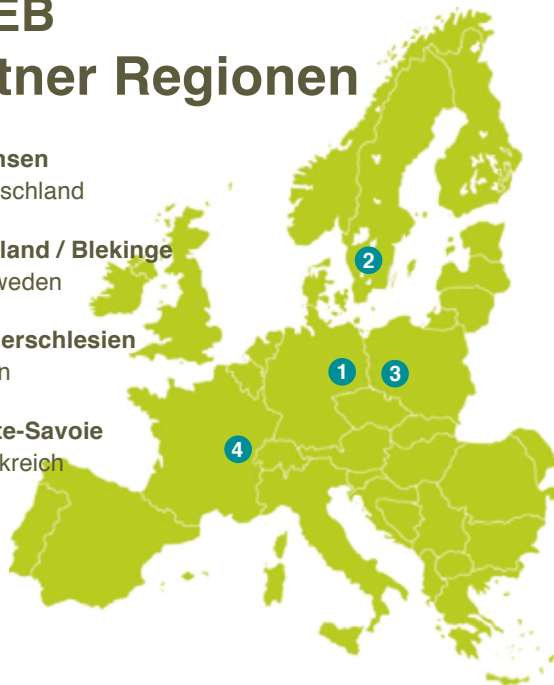 EB
tner Regionen
nsen
schland
land / Blekinge
weden
erschlesien
n
te-Savoie
kreich
2
1
3
4